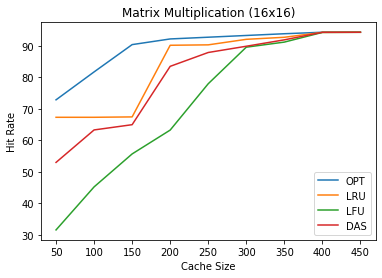 Matrix Multiplication (16x16)
Hit Rate
90
80
70
60
50
40
30
OPT
LRU
LFU
DAS
50 100 150 200 250 300 350 400 450
Cache Size